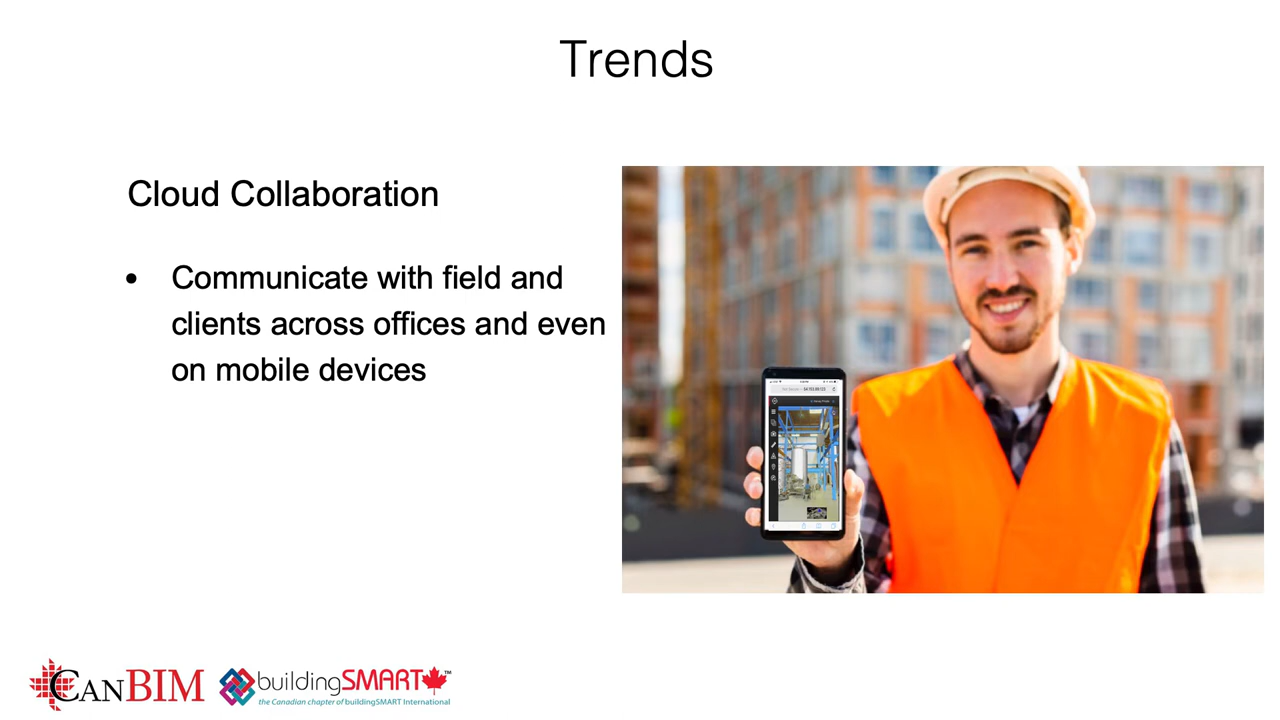 Trends
Cloud Collaboration
• Communicate with field and
clients across offices and even
on mobile devices
CanBIM
buildingSMART™
the Canadian chapter of buildingSMART International